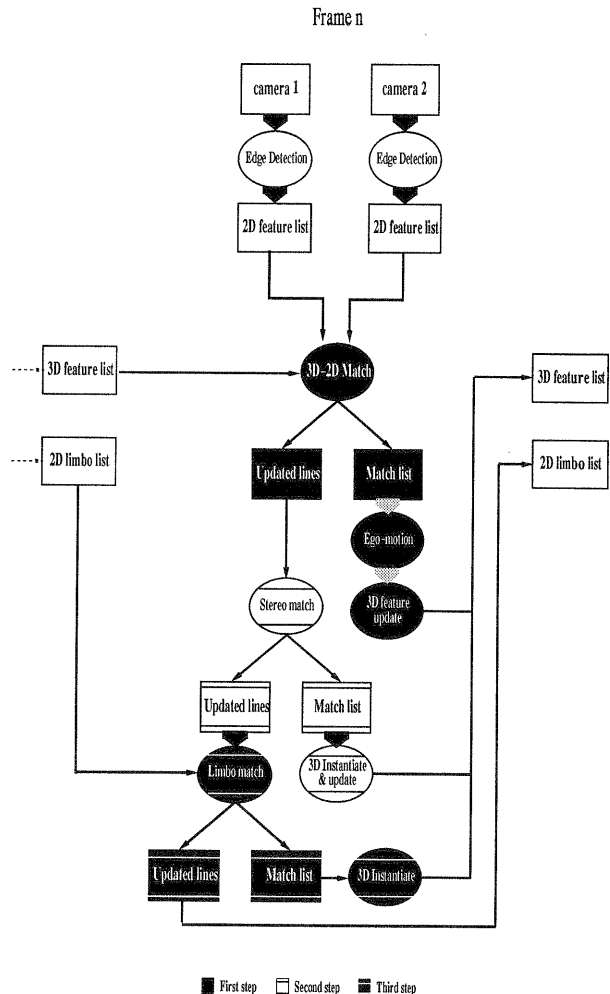 Frame n
camera 1
camera 2
Edge Detection
Edge Detection
2D feature list
2D feature list
3D feature list
3D-2D Match
3D feature list
2D limbo list
Updated lines
Match list
2D limbo list
Ego-motion
Stereo match
3D feature
update
Updated lines
Match list
Limbo match
3D Instantiate
& update
Updated lines
Match list
3D Instantiate
First step
Second step
Third step